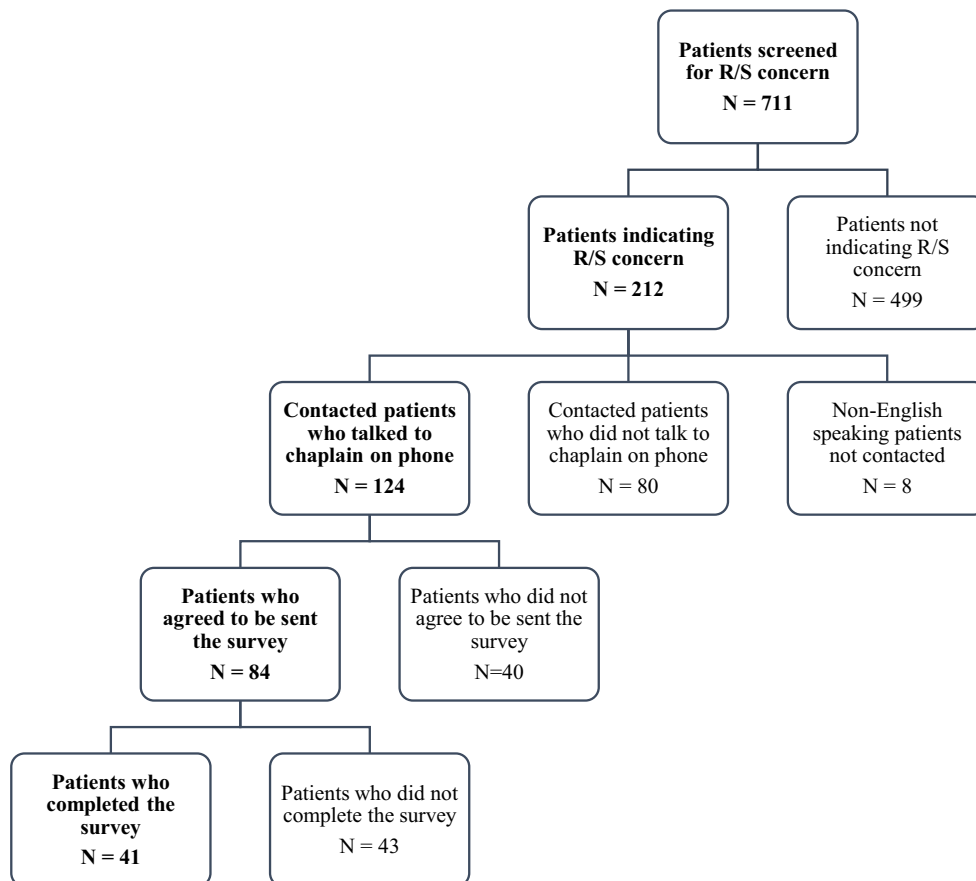 Patients screened
for R/S concern
N = 711
Patients indicating
R/S concern
N = 212
Patients not
indicating R/S
concern
N = 499
Contacted patients
who talked to
chaplain on phone
N = 124
Contacted patients
who did not talk to
chaplain on phone
N = 80
Non-English
speaking patients
not contacted
N = 8
Patients who
agreed to be sent
the survey
N = 84
Patients who did not
agree to be sent the
survey
N=40
Patients who
completed the
survey
N = 41
Patients who did not
complete the survey
N = 43